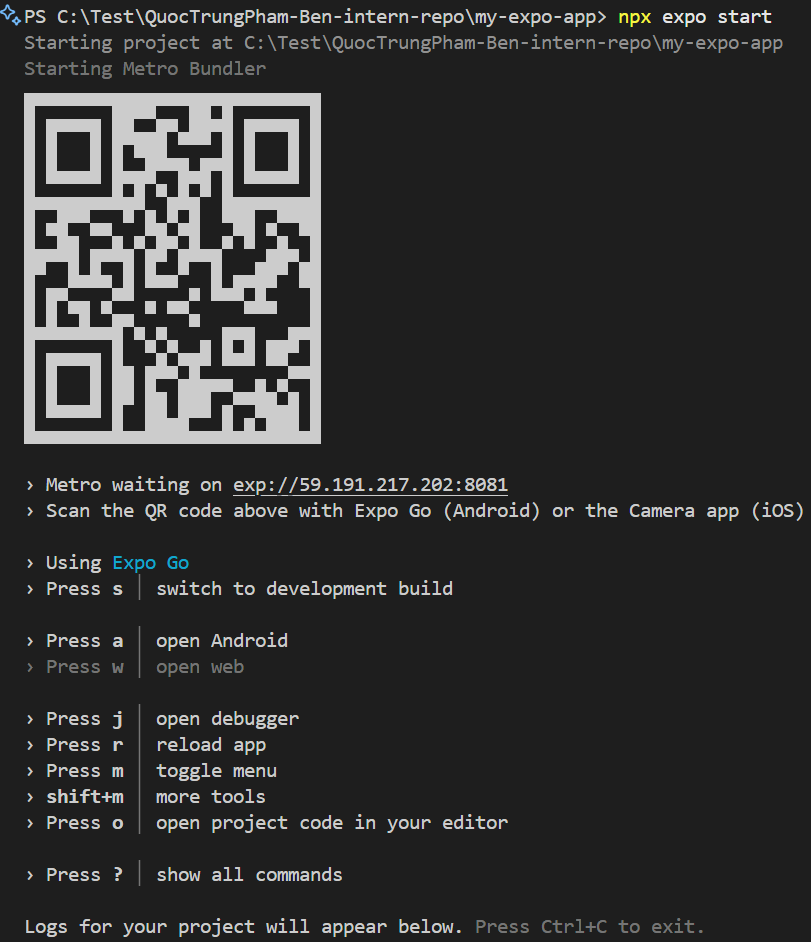 PS C:\Test\QuocTrungPham-Ben-intern-repo\my-expo-app> npx expo start
Starting project at C:\Test\QuocTrungPham-Ben-intern-repo\my-expo-app
Starting Metro Bundler
› Metro waiting on exp://59.191.217.202:8081
› Scan the QR code above with Expo Go (Android) or the Camera app (iOS)
› Using Expo Go
› Press s │ switch to development build
› Press a │ open Android
› Press w │ open web
› Press j │ open debugger
› Press r │ reload app
› Press m │ toggle menu
› shift+m │ more tools
› Press o │ open project code in your editor
› Press ? │ show all commands
Logs for your project will appear below. Press Ctrl+C to exit.